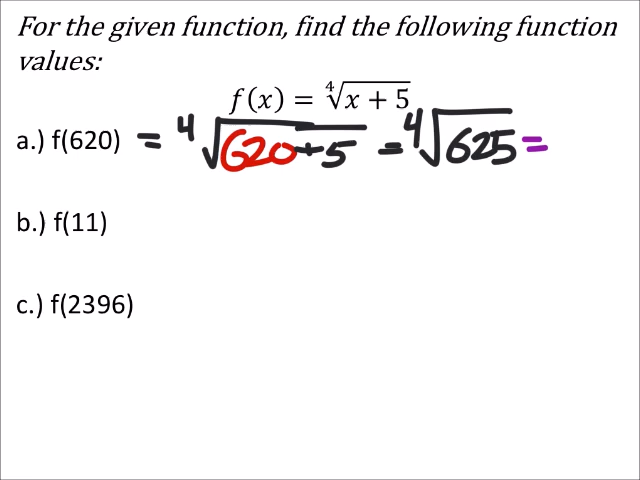 For the given function, find the following function
values:
f(x) = ∜x + 5
a.) f(620) = ∜620+5 = ∜625 =
b.) f(11)
c.) f(2396)